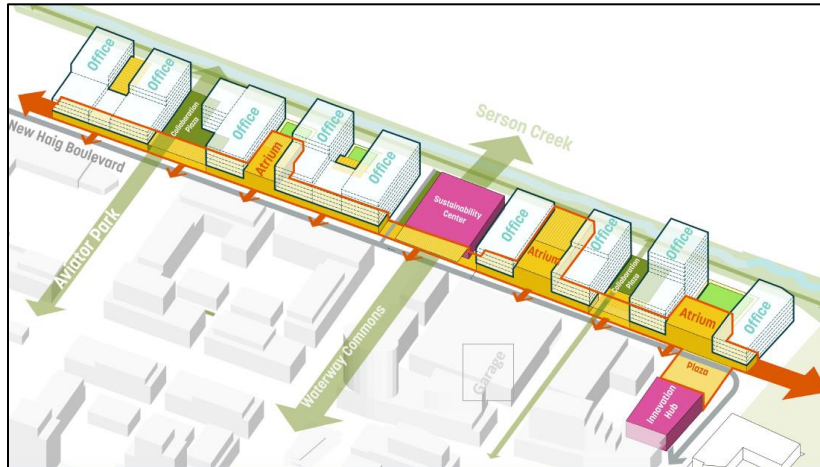 Office
Office
Collaboration
Plaza
Office
Office
Atrium
Office
Serson Creek
New Haig Boulevard
Aviator Park
Sustainability
Center
Office
Atrium
Office
Collaboration
Plaza
Office
Atrium
Office
Waterway Commons
Garage
Plaza
Innovation
Hub